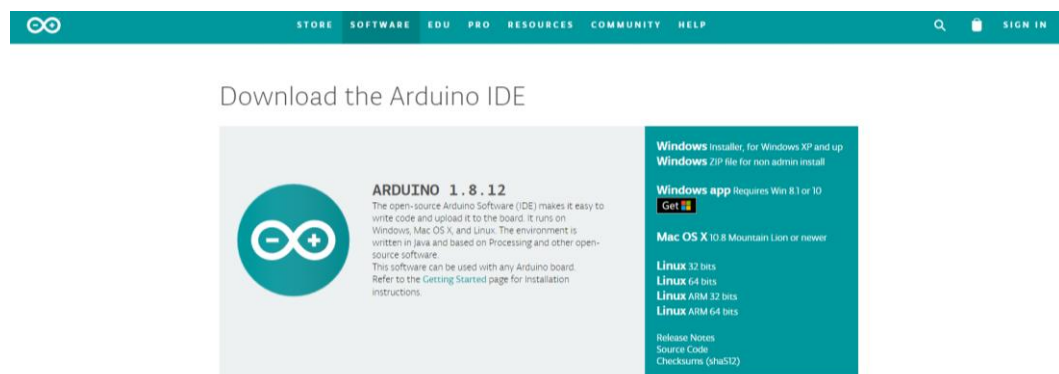 STORE SOFTWARE EDU PRO RESOURCES COMMUNITY HELP SIGN IN
Download the Arduino IDE
ARDUINO 1.8.12
The open-source Arduino Software (IDE) makes it easy to
write code and upload it to the board. It runs on
Windows, Mac OS X, and Linux. The environment is
written in Java and based on Processing and other open-
source software.
This software can be used with any Arduino board.
Refer to the Getting Started page for Installation
instructions.
Windows Installer, for Windows XP and up
Windows ZIP file for non admin install
Windows app Requires Win 8.1 or 10
Get
Mac OS X 10.8 Mountain Lion or newer
Linux 32 bits
Linux 64 bits
Linux ARM 32 bits
Linux ARM 64 bits
Release Notes
Source Code
Checksums (sha512)